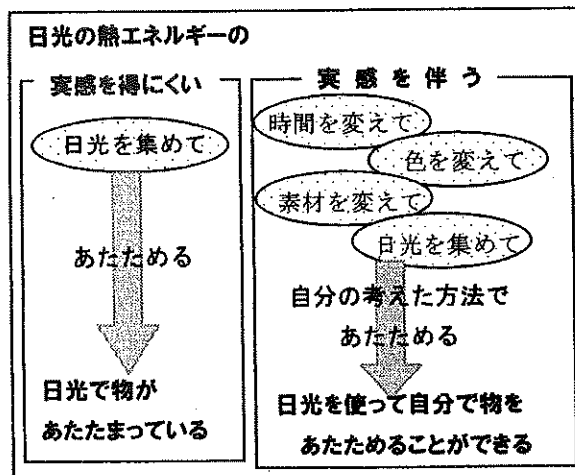 日光の熱エネルギーの
実感を得にくい
日光を集めて
あたためる
日光で物が
あたたまっている
実感を伴う
時間を変えて
色を変えて
素材を変えて
日光を集めて
自分の考えた方法で
あたためる
日光を使って自分で物を
あたためることができる